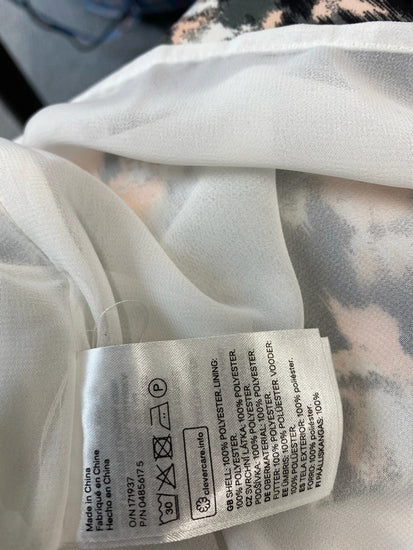 Made in China
Fabriqué en Chine
Hecho en China
O/N 171937
P/N 04856175
30
P
clevercare.info
GB SHELL: 100% POLYESTER. LINING:
100% POLYESTER.
CZ SVRCHNÍ LÁTKA: 100% POLYESTER.
PODŠÍVKA: 100% POLYESTER.
DE OBERMATERIAL: 100% POLYESTER.
FUTTER: 100% POLYESTER.
EE ÜMBRIS: 100% POLÜESTER. VOODER:
100% POLÜESTER.
ES TELA EXTERIOR: 100% poliéster.
FORRO: 100% poliéster.
FI PÄÄLLISKANGAS: 100%